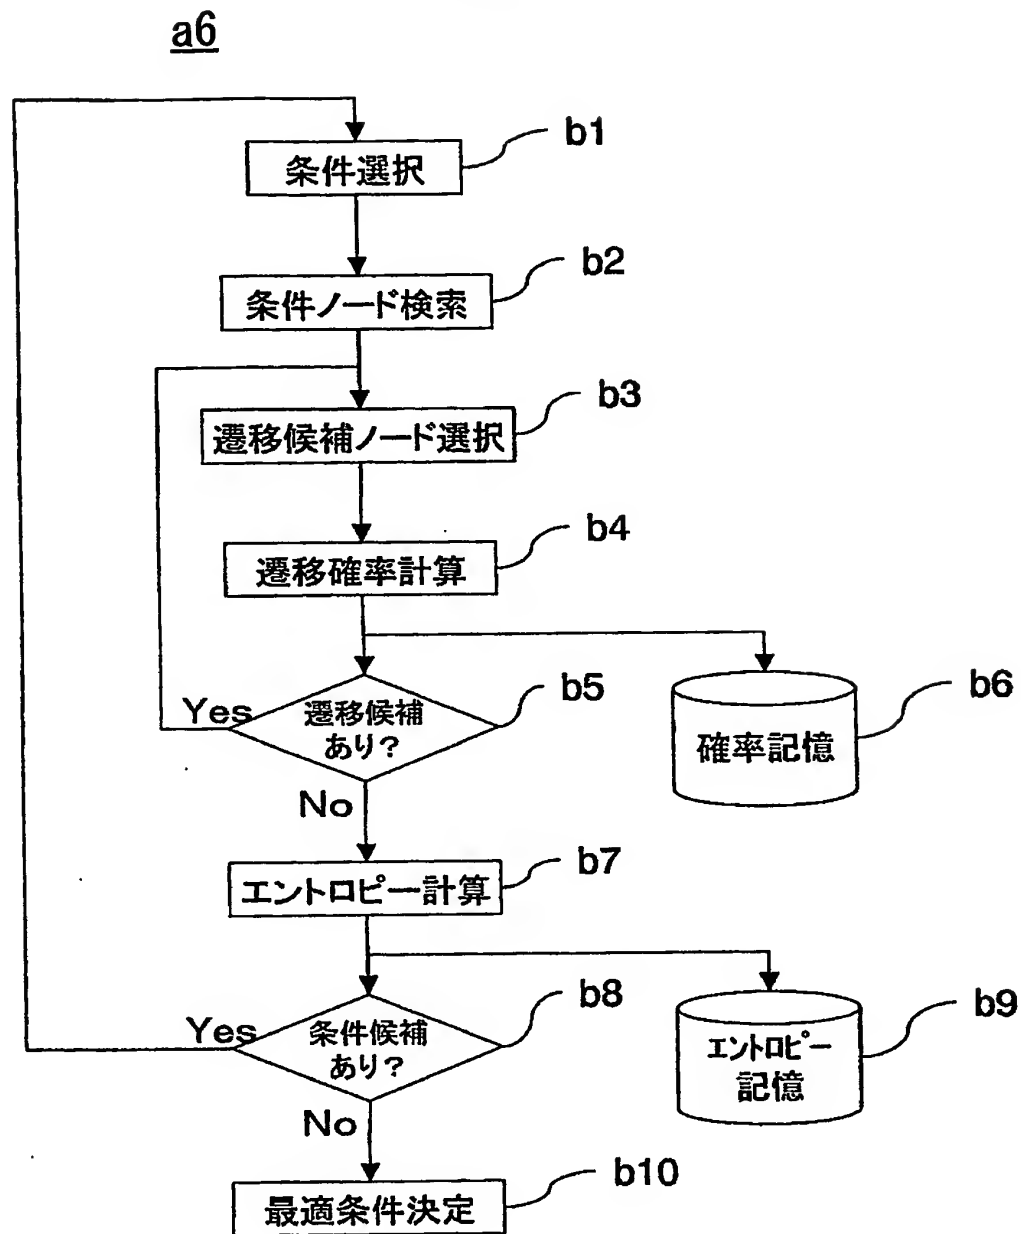 a6
b1
条件選択
b2
条件ノード検索
b3
遷移候補ノード選択
b4
遷移確率計算
b5
Yes
遷移候補
あり?
b6
確率記憶
No
b7
エントロピー計算
b8
Yes
条件候補
あり?
b9
エントロピー
記憶
No
b10
最適条件決定